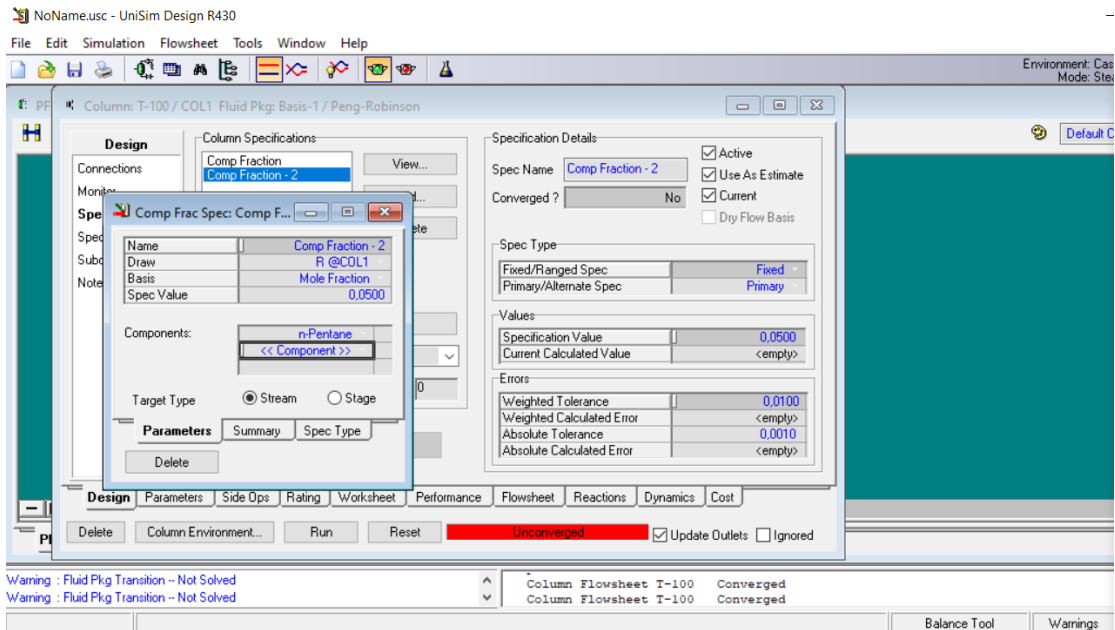 NoName.usc - UniSim Design R430
File Edit Simulation Flowsheet Tools Window Help
Environment: Cas
Mode: Stea
PF
Column: T-100 / COL1 Fluid Pkg: Basis-1 / Peng-Robinson
Default C
Design
Connections
Monitor
Spe
Spec
Subc
Note
Column Specifications
Comp Fraction
Comp Fraction - 2
View...
...
ete
0
Specification Details
Spec Name Comp Fraction - 2
Converged ? No
Active
Use As Estimate
Current
Dry Flow Basis
Spec Type
Fixed/Ranged Spec Fixed
Primary/Alternate Spec Primary
Values
Specification Value 0,0500
Current Calculated Value <empty>
Errors
Weighted Tolerance 0,0100
Weighted Calculated Error <empty>
Absolute Tolerance 0,0010
Absolute Calculated Error <empty>
Comp Frac Spec: Comp F...
Name Comp Fraction - 2
Draw R @COL1
Basis Mole Fraction
Spec Value 0,0500
Components: n-Pentane
<< Component >>
Target Type Stream Stage
Parameters Summary Spec Type
Delete
Design Parameters Side Ops Rating Worksheet Performance Flowsheet Reactions Dynamics Cost
Delete Column Environment... Run Reset Unconverged Update Outlets Ignored
Warning : Fluid Pkg Transition -- Not Solved
Warning : Fluid Pkg Transition -- Not Solved
Column Flowsheet T-100 Converged
Column Flowsheet T-100 Converged
Balance Tool Warnings